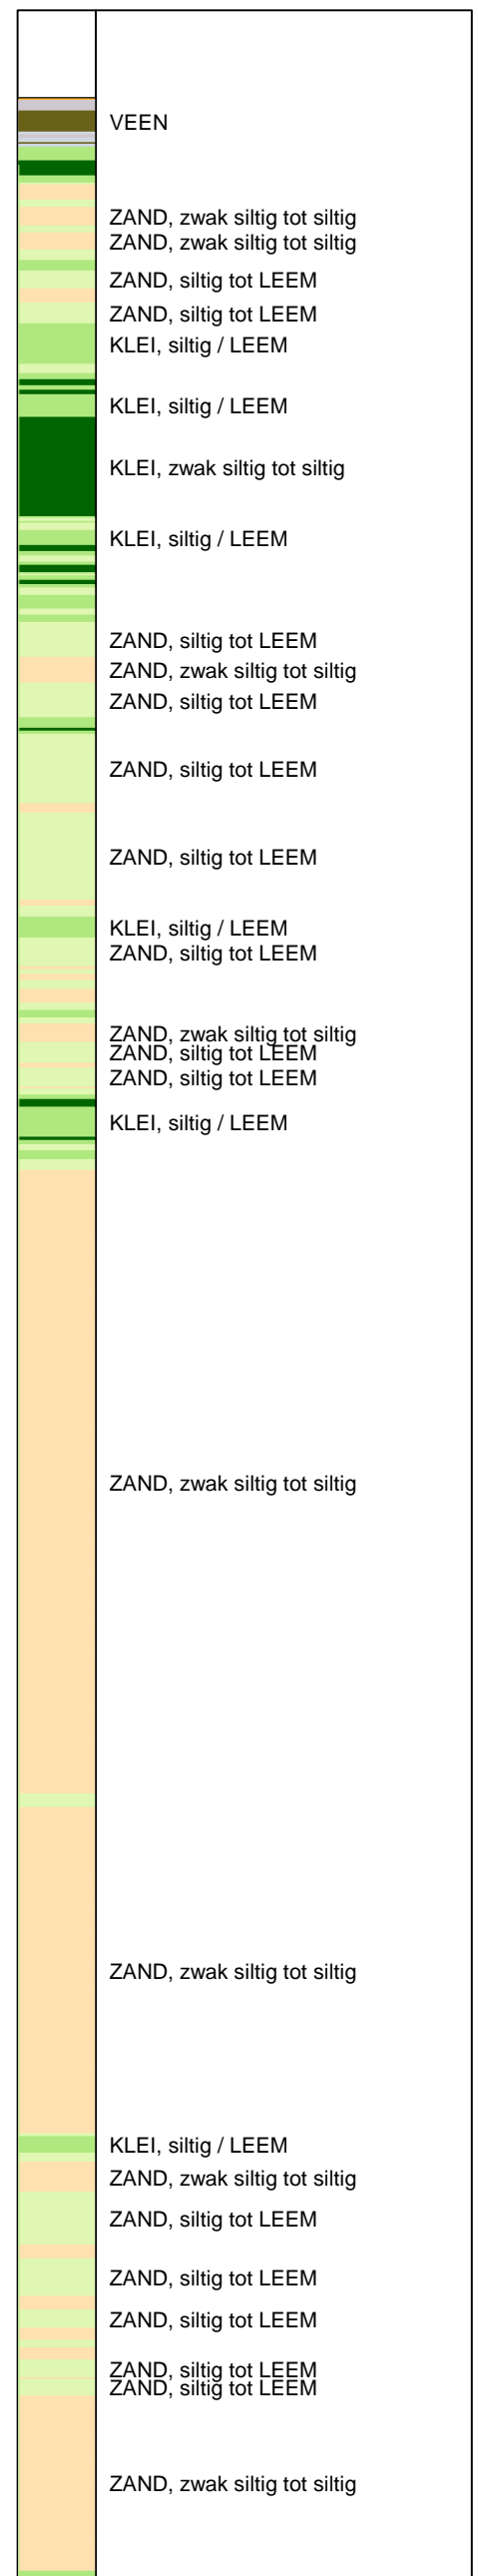 VEEN
ZAND, zwak siltig tot siltig
ZAND, zwak siltig tot siltig
ZAND, siltig tot LEEM
ZAND, siltig tot LEEM
KLEI, siltig / LEEM
KLEI, siltig / LEEM
KLEI, zwak siltig tot siltig
KLEI, siltig / LEEM
ZAND, siltig tot LEEM
ZAND, zwak siltig tot siltig
ZAND, siltig tot LEEM
ZAND, siltig tot LEEM
ZAND, siltig tot LEEM
KLEI, siltig / LEEM
ZAND, siltig tot LEEM
ZAND, zwak siltig tot siltig
ZAND, siltig tot LEEM
ZAND, siltig tot LEEM
KLEI, siltig / LEEM
ZAND, zwak siltig tot siltig
ZAND, zwak siltig tot siltig
KLEI, siltig / LEEM
ZAND, zwak siltig tot siltig
ZAND, siltig tot LEEM
ZAND, siltig tot LEEM
ZAND, siltig tot LEEM
ZAND, siltig tot LEEM
ZAND, siltig tot LEEM
ZAND, zwak siltig tot siltig